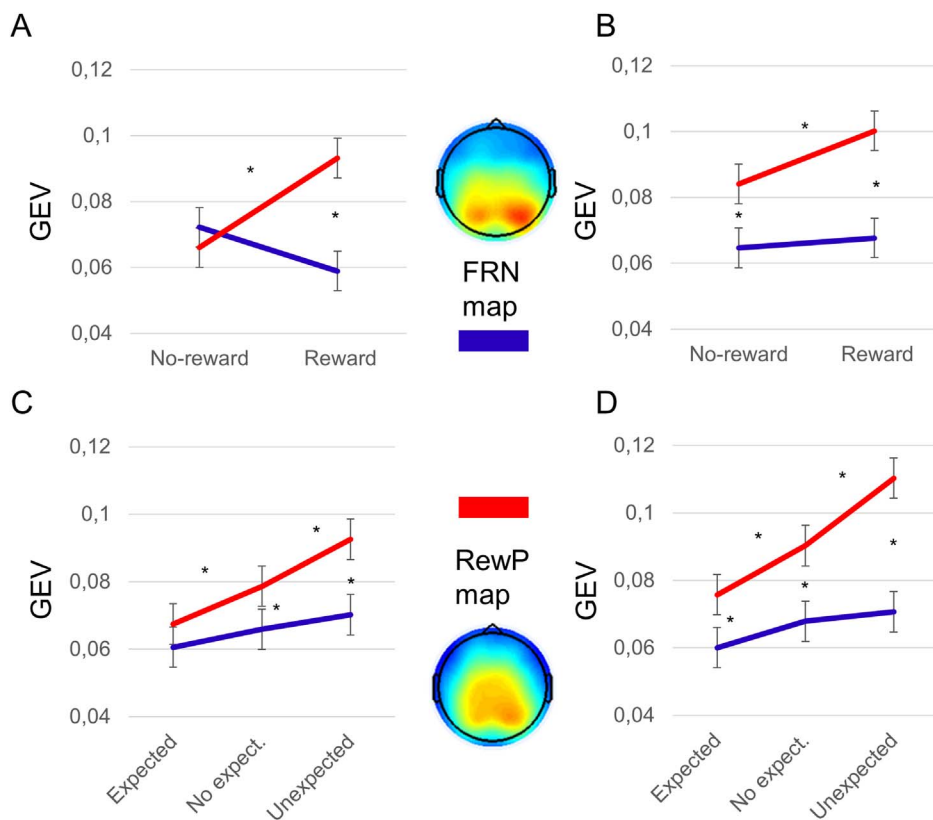 A
0,12
0,1
0,08
0,06
0,04
GEV
*
*
No-reward
Reward
FRN
map
B
0,12
0,1
0,08
0,06
0,04
GEV
*
*
*
No-reward
Reward
C
0,12
0,1
0,08
0,06
0,04
GEV
*
*
*
*
Expected
No expect.
Unexpected
RewP
map
D
0,12
0,1
0,08
0,06
0,04
GEV
*
*
*
*
*
Expected
No expect.
Unexpected